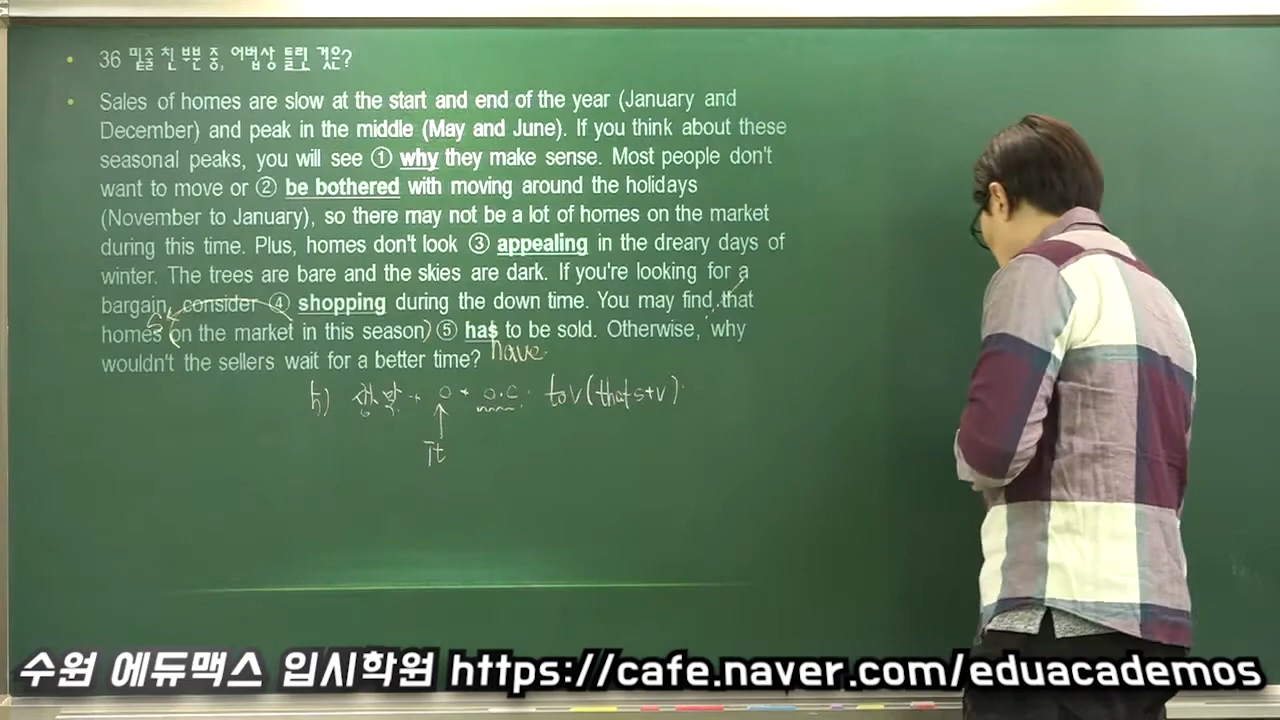 • 36 밑줄 친 부분 중, 어법상 틀린 것은?
• Sales of homes are slow at the start and end of the year (January and
December) and peak in the middle (May and June). If you think about these
seasonal peaks, you will see ① why they make sense. Most people don't
want to move or ② be bothered with moving around the holidays
(November to January), so there may not be a lot of homes on the market
during this time. Plus, homes don't look ③ appealing in the dreary days of
winter. The trees are bare and the skies are dark. If you're looking for a
bargain, consider ④ shopping during the down time. You may find that
homes on the market in this season ⑤ has to be sold. Otherwise, why
wouldn't the sellers wait for a better time?
have
생각 + O + O.C. to V (that s+v)
it
수원 에듀맥스 입시학원 https://cafe.naver.com/eduacademos